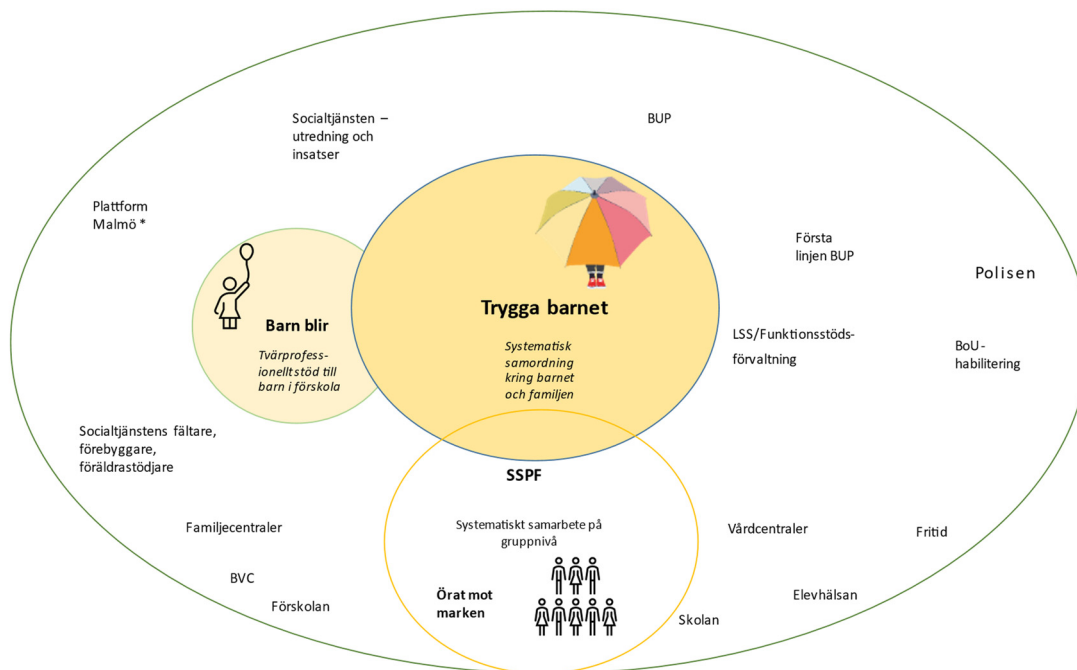 Socialtjänsten –
utredning och
insatser
BUP
Plattform
Malmö *
Första
linjen BUP
Polisen
Barn blir
Tvärprofess-
ionellt stöd till
barn i förskola
Trygga barnet
Systematisk
samordning
kring barnet
och familjen
LSS/Funktionsstöds-
förvaltning
BoU-
habilitering
Socialtjänstens fältare,
förebyggare,
föräldrastödjare
SSPF
Systematiskt samarbete på
gruppnivå
Örat mot
marken
Familjecentraler
BVC
Förskolan
Vårdcentraler
Fritid
Elevhälsan
Skolan